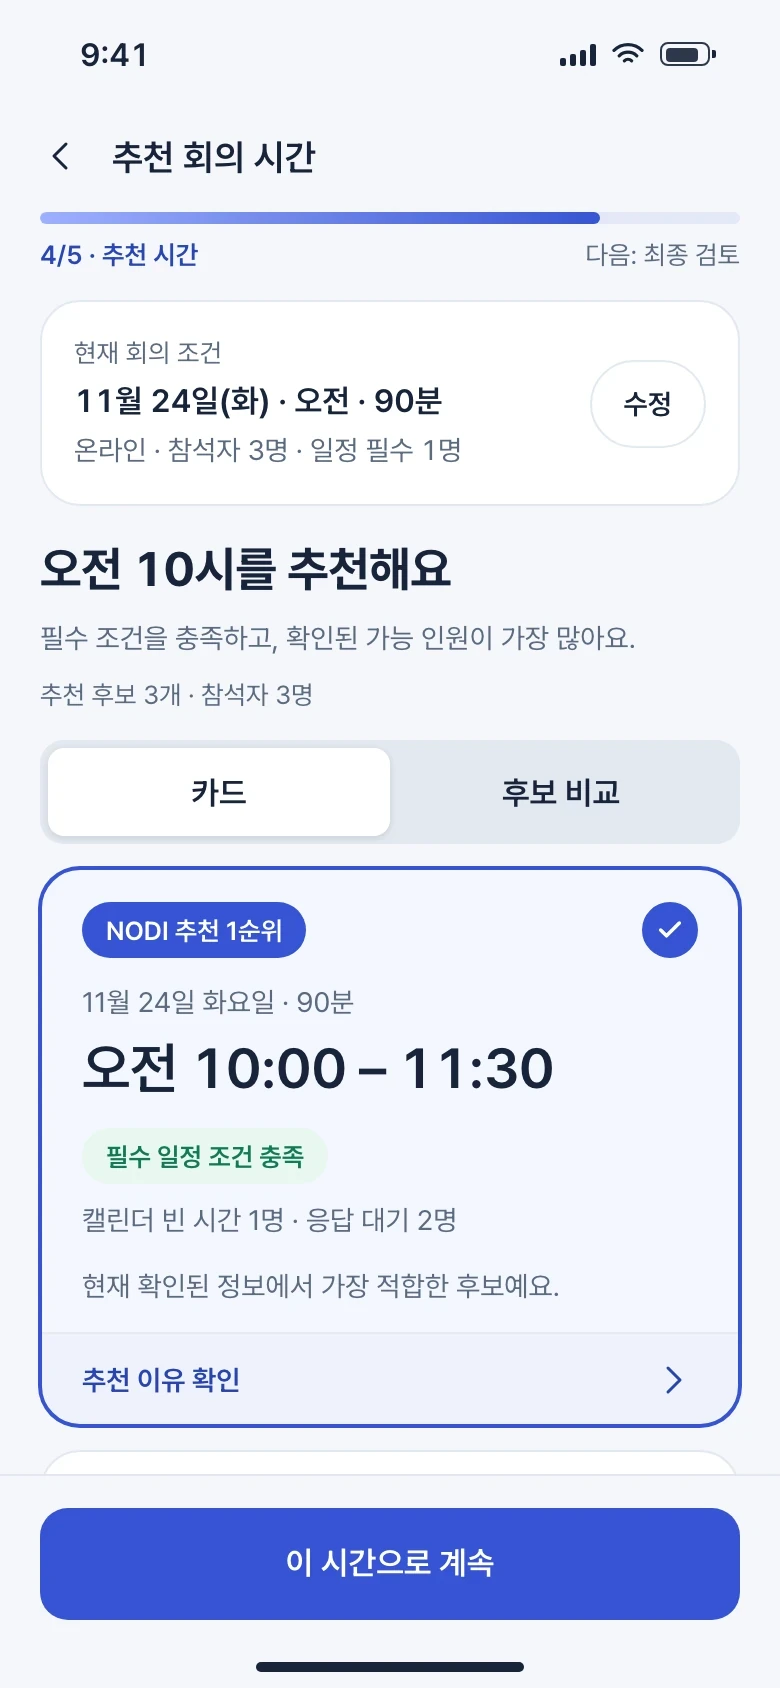 9:41
추천 회의 시간
4/5 · 추천 시간
다음: 최종 검토
현재 회의 조건
11월 24일(화) · 오전 · 90분
수정
온라인 · 참석자 3명 · 일정 필수 1명
오전 10시를 추천해요
필수 조건을 충족하고, 확인된 가능 인원이 가장 많아요.
추천 후보 3개 · 참석자 3명
카드
후보 비교
NODI 추천 1순위
11월 24일 화요일 · 90분
오전 10:00 – 11:30
필수 일정 조건 충족
캘린더 빈 시간 1명 · 응답 대기 2명
현재 확인된 정보에서 가장 적합한 후보예요.
추천 이유 확인
이 시간으로 계속